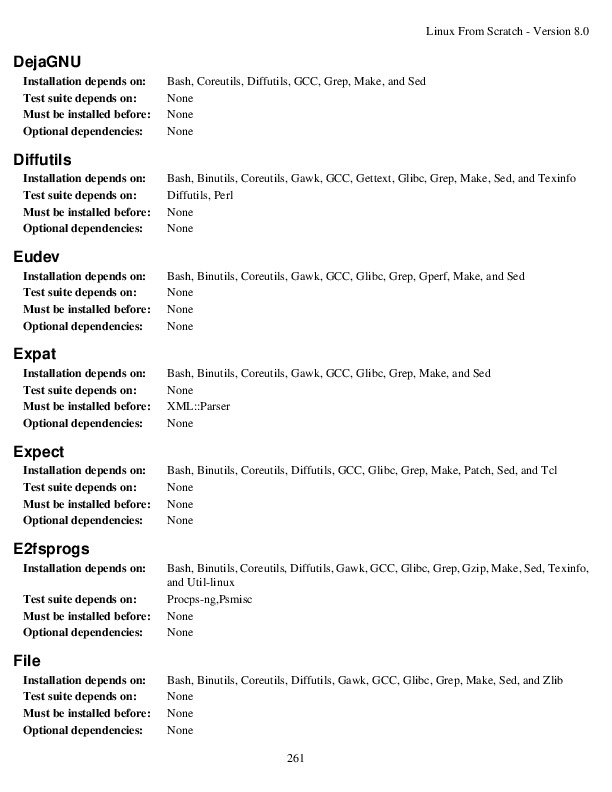 Linux From Scratch - Version 8.0
DejaGNU
Installation depends on: Bash, Coreutils, Diffutils, GCC, Grep, Make, and Sed
Test suite depends on: None
Must be installed before: None
Optional dependencies: None
Diffutils
Installation depends on: Bash, Binutils, Coreutils, Gawk, GCC, Gettext, Glibc, Grep, Make, Sed, and Texinfo
Test suite depends on: Diffutils, Perl
Must be installed before: None
Optional dependencies: None
Eudev
Installation depends on: Bash, Binutils, Coreutils, Gawk, GCC, Glibc, Grep, Gperf, Make, and Sed
Test suite depends on: None
Must be installed before: None
Optional dependencies: None
Expat
Installation depends on: Bash, Binutils, Coreutils, Gawk, GCC, Glibc, Grep, Make, and Sed
Test suite depends on: None
Must be installed before: XML::Parser
Optional dependencies: None
Expect
Installation depends on: Bash, Binutils, Coreutils, Diffutils, GCC, Glibc, Grep, Make, Patch, Sed, and Tcl
Test suite depends on: None
Must be installed before: None
Optional dependencies: None
E2fsprogs
Installation depends on: Bash, Binutils, Coreutils, Diffutils, Gawk, GCC, Glibc, Grep, Gzip, Make, Sed, Texinfo,
and Util-linux
Test suite depends on: Procps-ng,Psmisc
Must be installed before: None
Optional dependencies: None
File
Installation depends on: Bash, Binutils, Coreutils, Diffutils, Gawk, GCC, Glibc, Grep, Make, Sed, and Zlib
Test suite depends on: None
Must be installed before: None
Optional dependencies: None
261